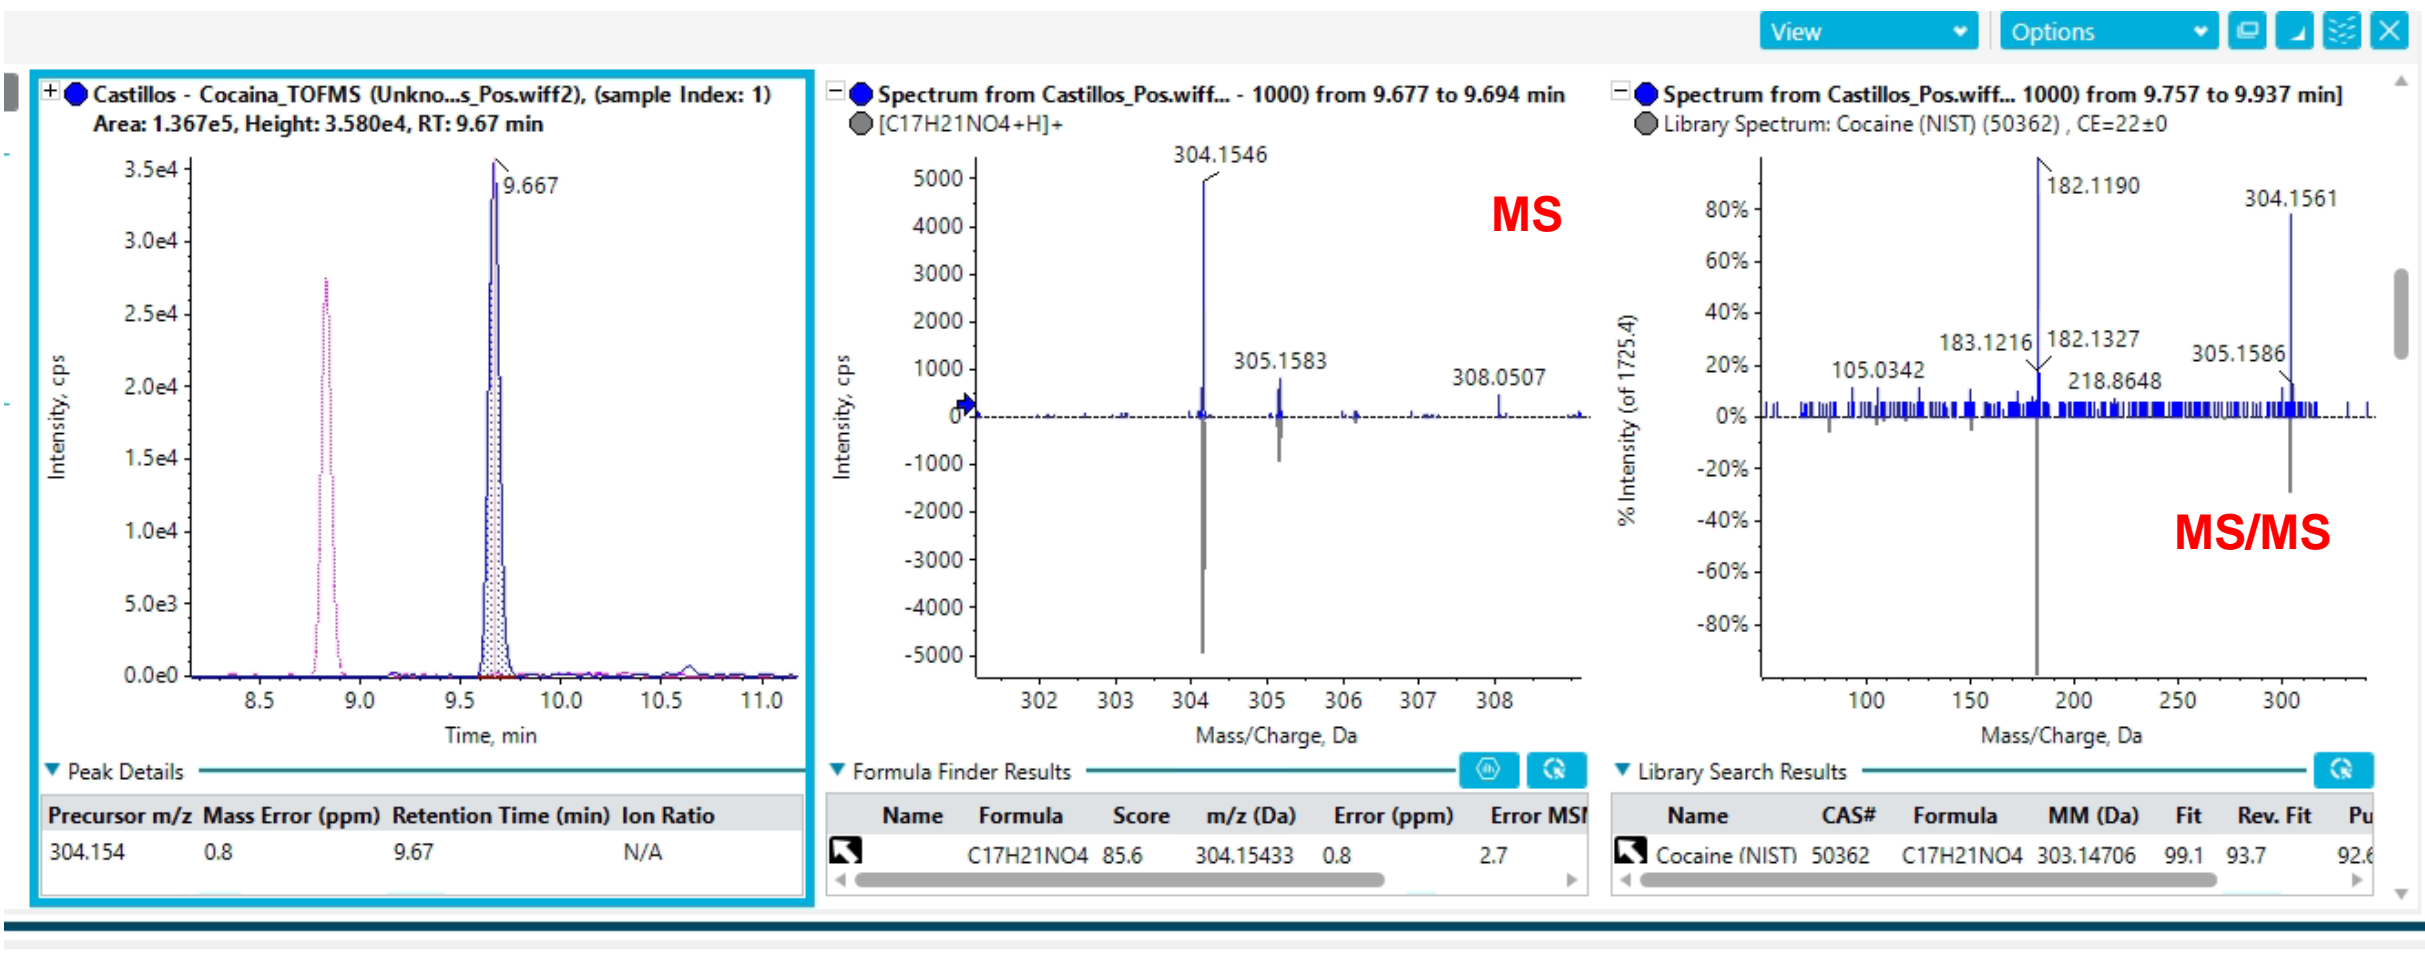 View
Options
Castillos - Cocaina_TOFMS (Unkno...s_Pos.wiff2), (sample Index: 1)
Area: 1.367e5, Height: 3.580e4, RT: 9.67 min
3.5e4
3.0e4
2.5e4
2.0e4
1.5e4
1.0e4
5.0e3
0.0e0
Intensity, cps
9.667
8.5 9.0 9.5 10.0 10.5 11.0
Time, min
Peak Details
Precursor m/z Mass Error (ppm) Retention Time (min) Ion Ratio
304.154 0.8 9.67 N/A
Spectrum from Castillos_Pos.wiff... - 1000) from 9.677 to 9.694 min
[C17H21NO4+H]+
5000
4000
3000
2000
1000
0
-1000
-2000
-3000
-4000
-5000
Intensity, cps
304.1546
MS
305.1583
308.0507
302 303 304 305 306 307 308
Mass/Charge, Da
Formula Finder Results
Name Formula Score m/z (Da) Error (ppm) Error MSM
C17H21NO4 85.6 304.15433 0.8 2.7
Spectrum from Castillos_Pos.wiff... 1000) from 9.757 to 9.937 min]
Library Spectrum: Cocaine (NIST) (50362) , CE=22±0
80%
60%
40%
20%
0%
-20%
-40%
-60%
-80%
% Intensity (of 1725.4)
182.1190
304.1561
183.1216
182.1327
305.1586
105.0342
218.8648
MS/MS
100 150 200 250 300
Mass/Charge, Da
Library Search Results
Name CAS# Formula MM (Da) Fit Rev. Fit Pu
Cocaine (NIST) 50362 C17H21NO4 303.14706 99.1 93.7 92.6